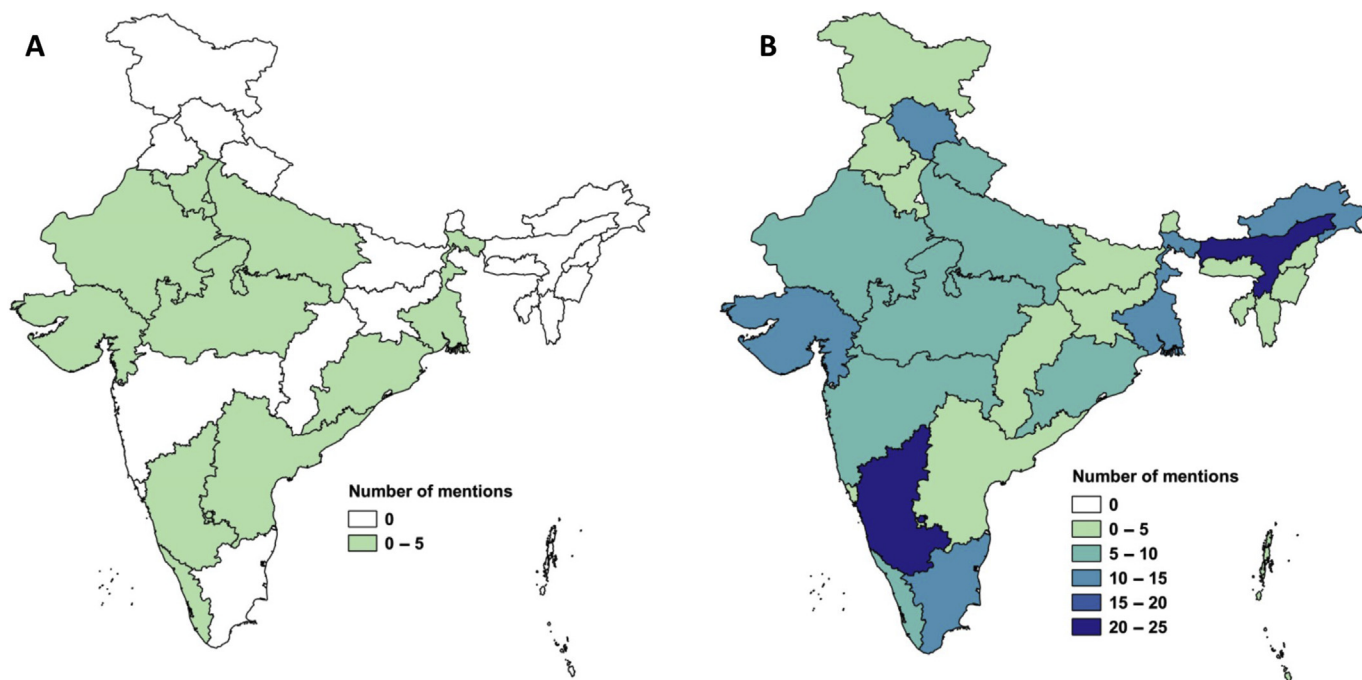 A
B
Number of mentions
0
0 – 5
Number of mentions
0
0 – 5
5 – 10
10 – 15
15 – 20
20 – 25